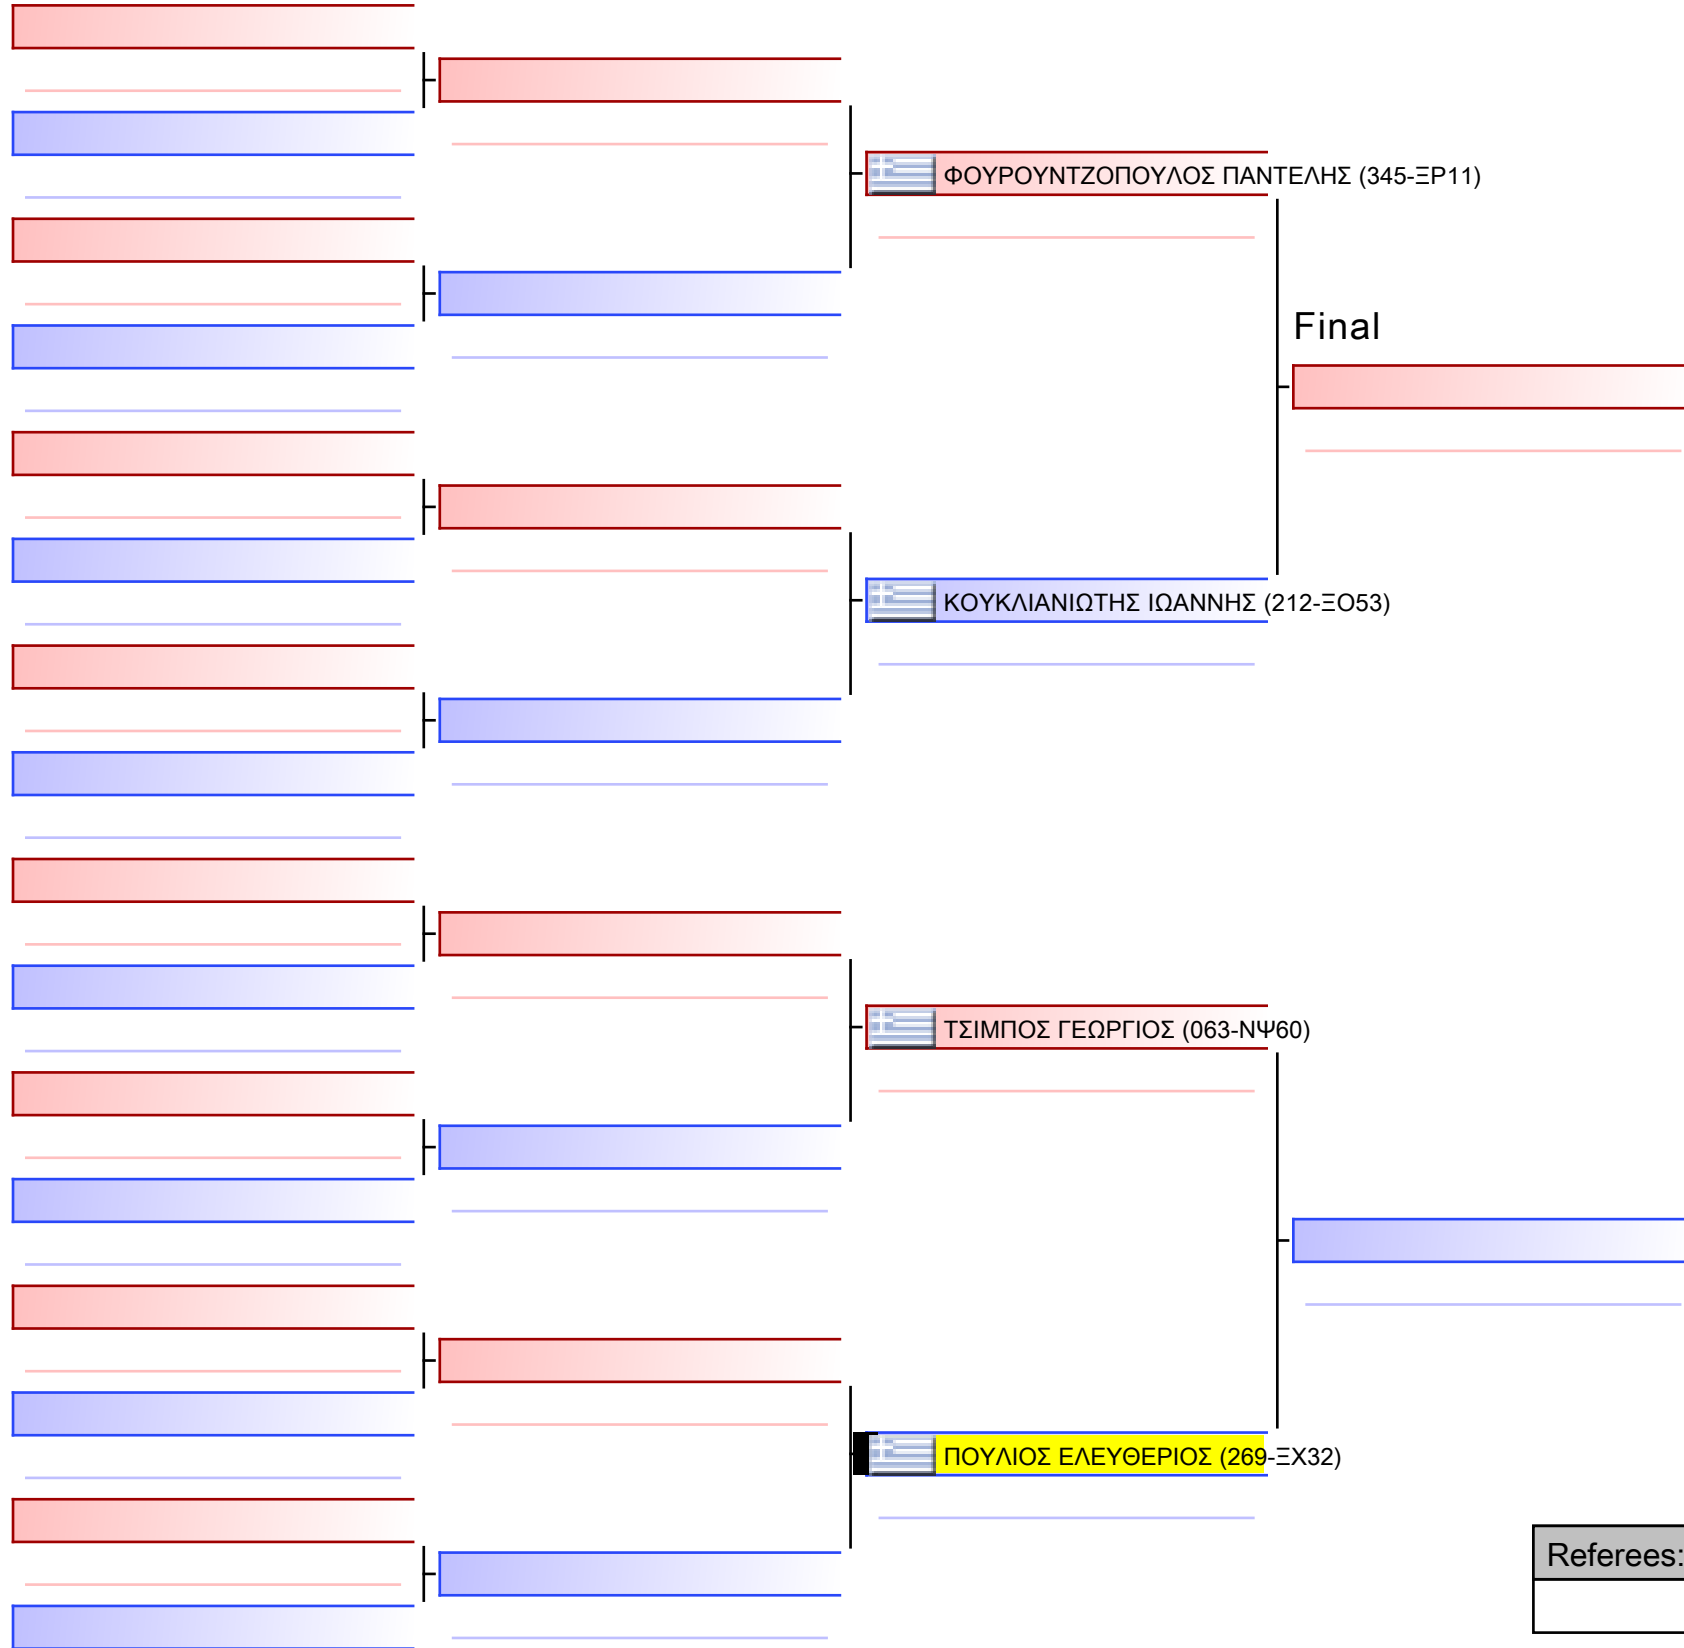 ΦΟΥΡΟΥΝΤΖΟΠΟΥΛΟΣ ΠΑΝΤΕΛΗΣ (345-ΞΡ11)
Final
ΚΟΥΚΛΙΑΝΙΩΤΗΣ ΙΩΑΝΝΗΣ (212-ΞΟ53)
ΤΣΙΜΠΟΣ ΓΕΩΡΓΙΟΣ (063-ΝΨ60)
ΠΟΥΛΙΟΣ ΕΛΕΥΘΕΡΙΟΣ (269-ΞΧ32)
Referees: